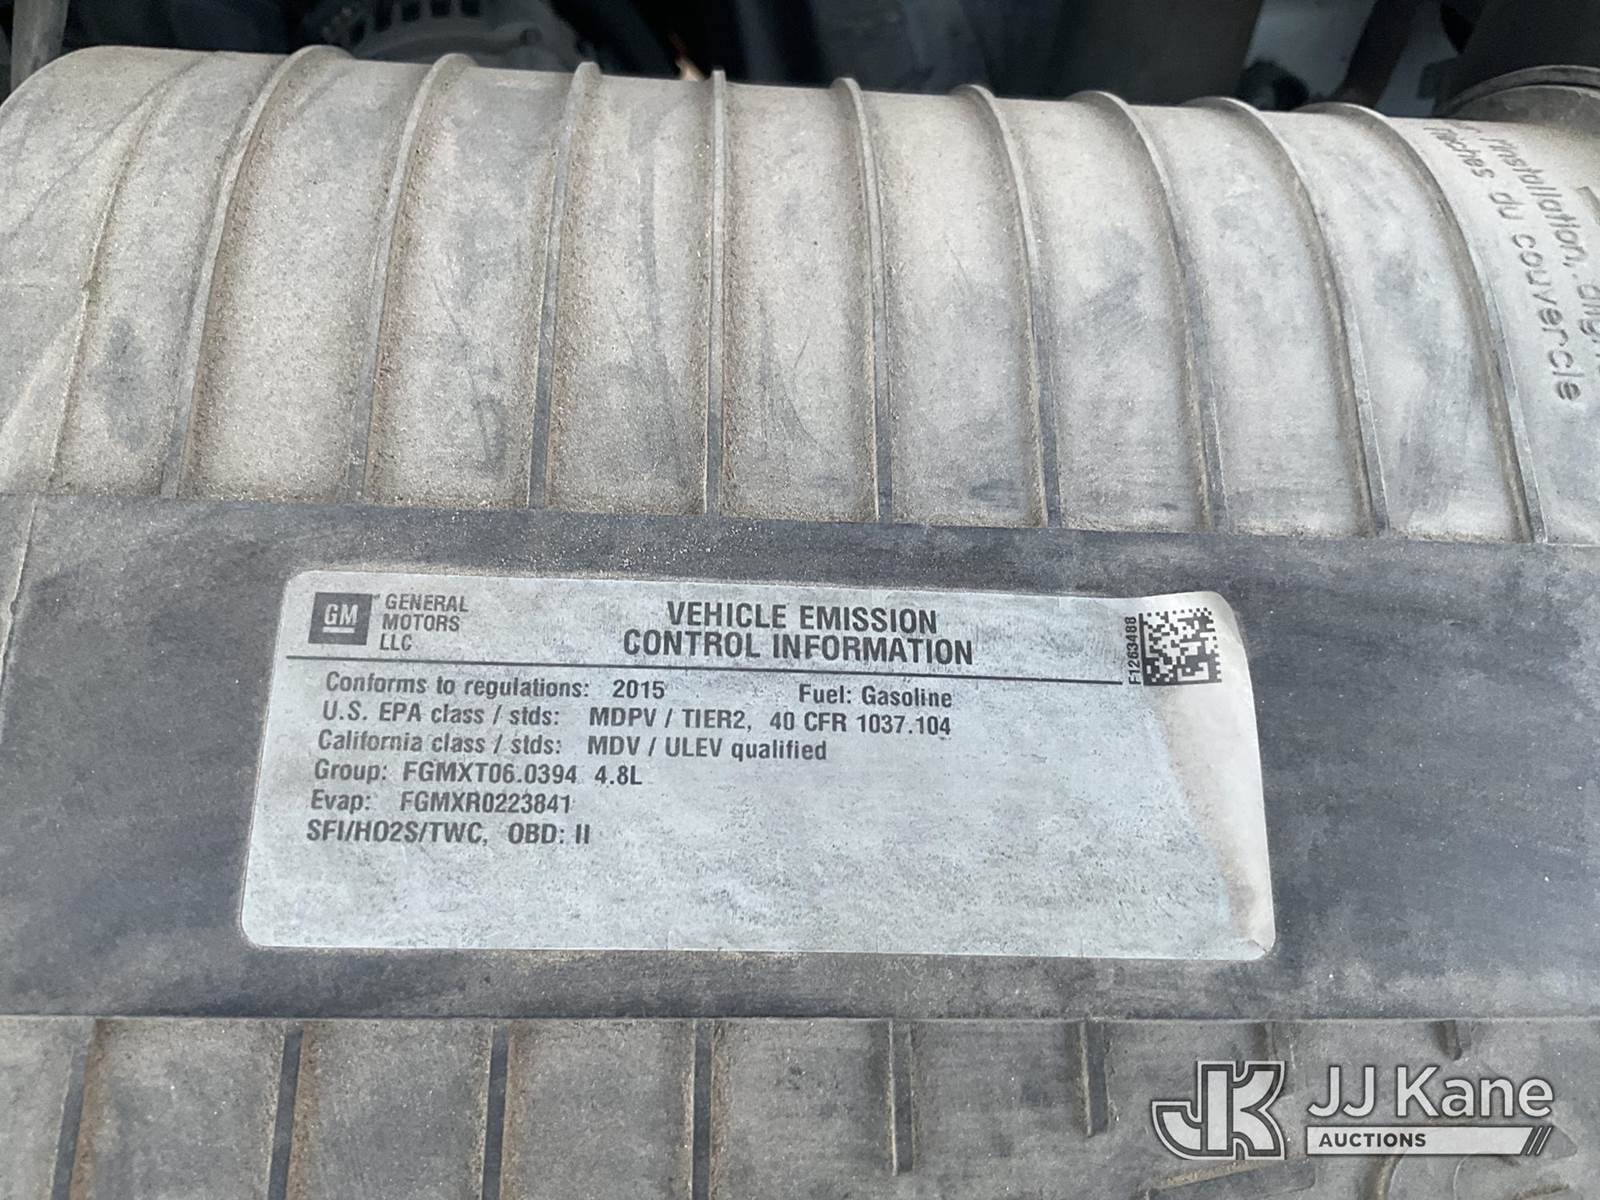 GM
GENERAL
MOTORS
LLC
VEHICLE EMISSION
CONTROL INFORMATION
F1263488
Conforms to regulations: 2015 Fuel: Gasoline
U.S. EPA class / stds: MDPV / TIER2, 40 CFR 1037.104
California class / stds: MDV / ULEV qualified
Group: FGMXT06.0394 4.8L
Evap: FGMXR0223841
SFI/HO2S/TWC, OBD: II
du couvercle
JK JJ Kane
AUCTIONS